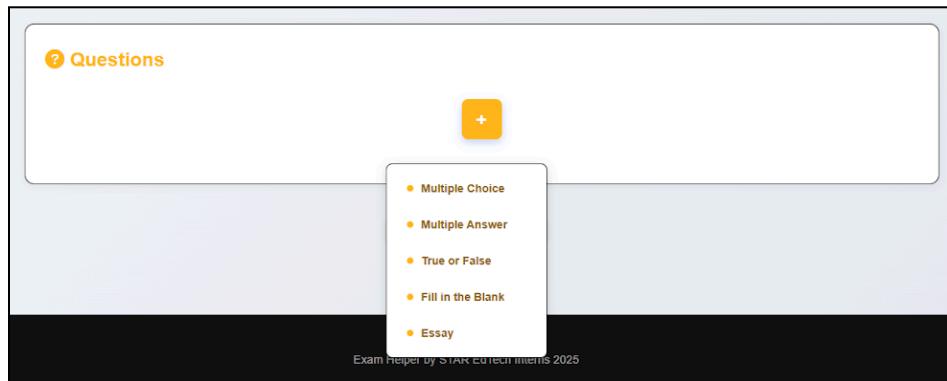 ? Questions
+
Multiple Choice
Multiple Answer
True or False
Fill in the Blank
Essay
Exam Helper by STAR EdTech Interns 2025